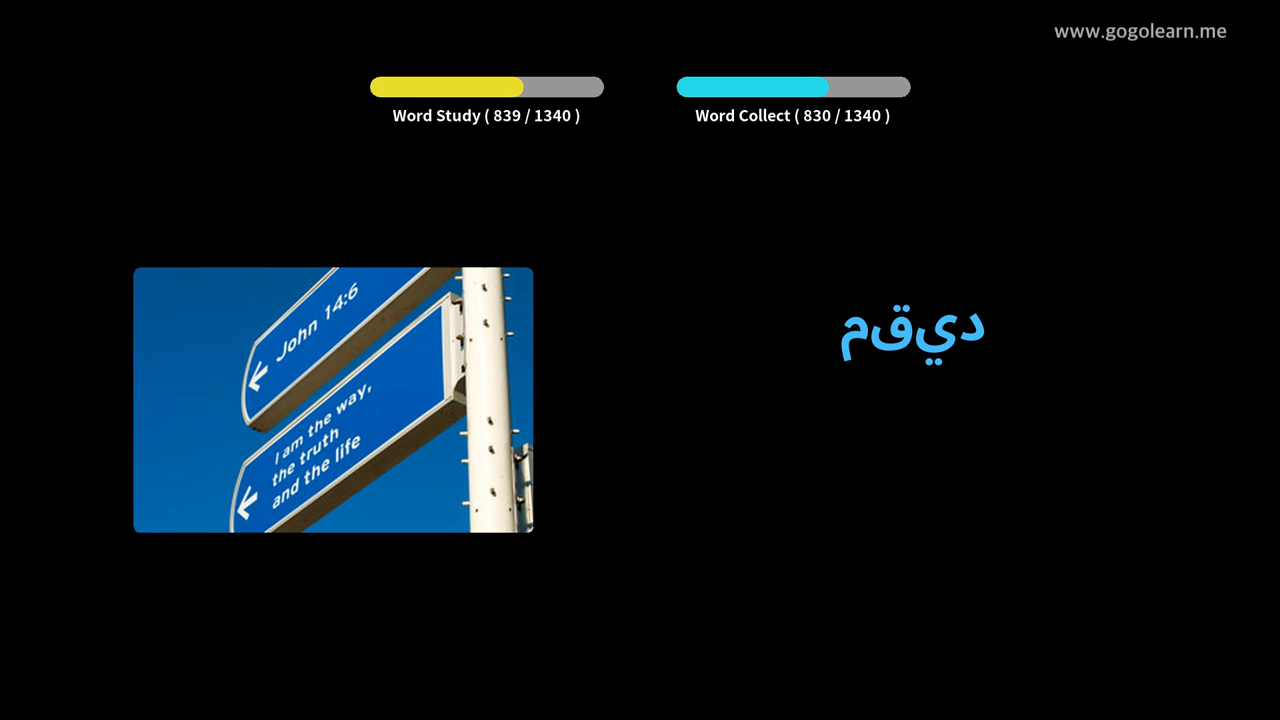 www.gogolearn.me
Word Study ( 839 / 1340 )
Word Collect ( 830 / 1340 )
John 14:6
I am the way,
the truth
and the life
ديقم